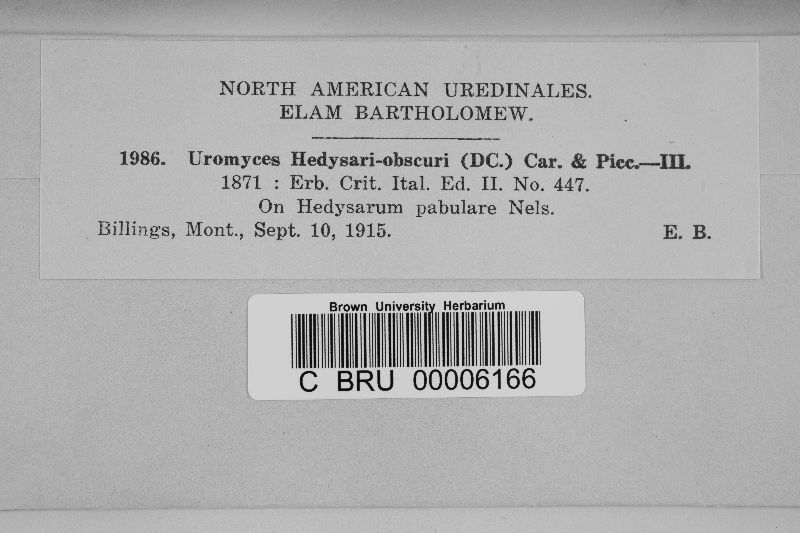 NORTH AMERICAN UREDINALES.
ELAM BARTHOLOMEW.
1986. Uromyces Hedysari-obscuri (DC.) Car. & Picc.—III.
1871 : Erb. Crit. Ital. Ed. II. No. 447.
On Hedysarum pabulare Nels.
Billings, Mont., Sept. 10, 1915. E. B.
Brown University Herbarium
C BRU 00006166